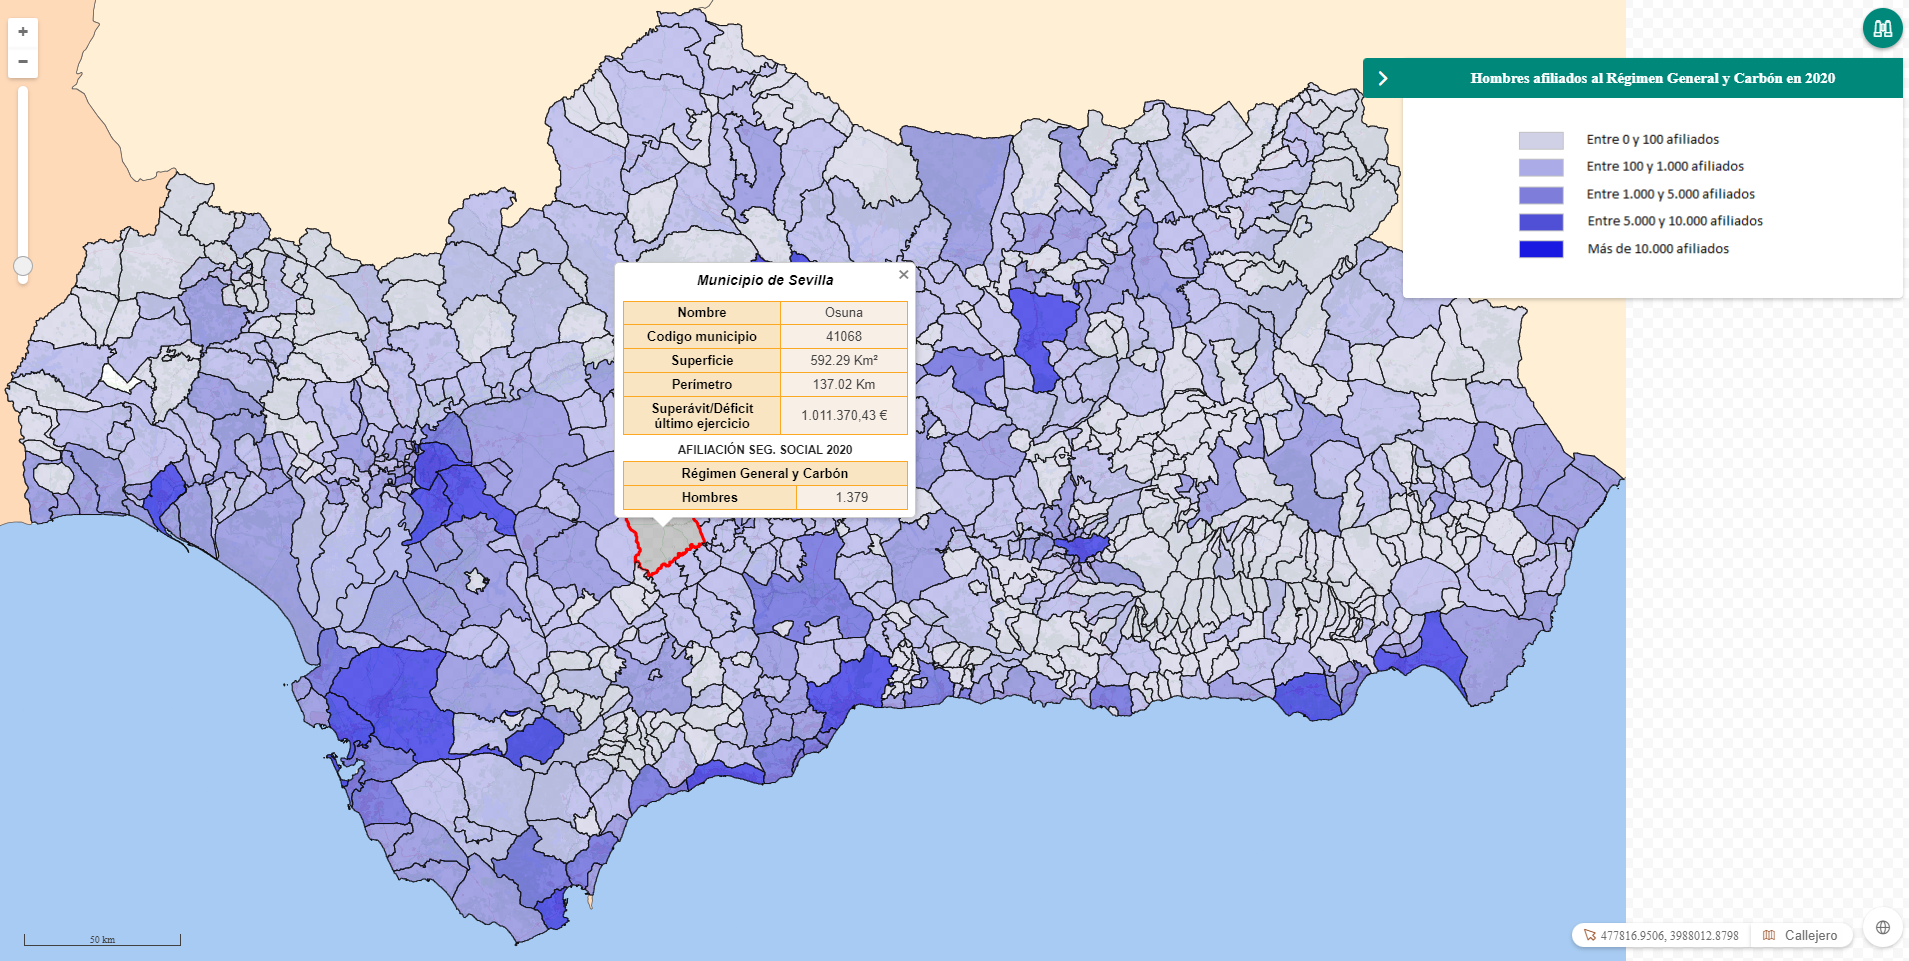 +
−
Hombres afiliados al Régimen General y Carbón en 2020
Entre 0 y 100 afiliados
Entre 100 y 1.000 afiliados
Entre 1.000 y 5.000 afiliados
Entre 5.000 y 10.000 afiliados
Más de 10.000 afiliados
Municipio de Sevilla
×
Nombre Osuna
Codigo municipio 41068
Superficie 592.29 Km²
Perímetro 137.02 Km
Superávit/Déficit
último ejercicio 1.011.370,43 €
AFILIACIÓN SEG. SOCIAL 2020
Régimen General y Carbón
Hombres 1.379
50 km
477816.9506, 3988012.8798
Callejero